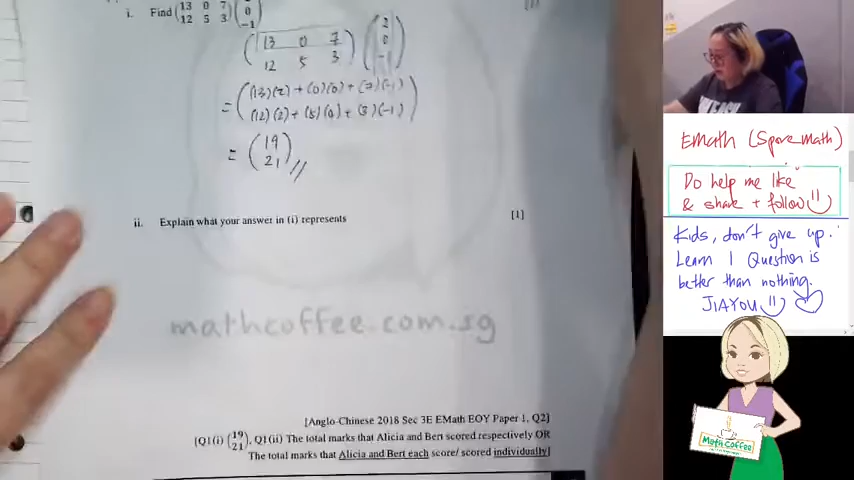 i. Find (13 0 7
12 5 3) (
0
-1)
(13 0 7
12 5 3) (2
0
-1)
= ((13)(2) + (0)(0) + (7)(-1)
(12)(2) + (5)(0) + (3)(-1))
= (19
21) //
ii. Explain what your answer in (i) represents [1]
mathcoffee.com.sg
[Anglo-Chinese 2018 Sec 3E EMath EOY Paper 1, Q2]
[Q1(i) (19
21), Q1(ii) The total marks that Alicia and Bert scored respectively OR
The total marks that Alicia and Bert each score/ scored individually]
EMath (S'pore math)
Do help me like
& share + follow
Kids, don't give up.
Learn 1 Question is
better than nothing.
JIAYOU
Math Coffee